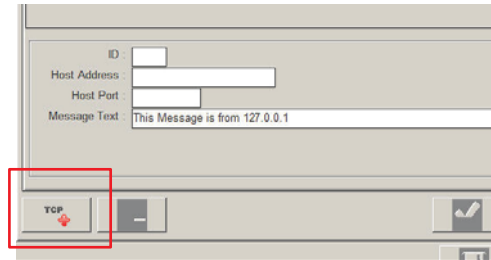 ID :
Host Address :
Host Port :
Message Text : This Message is from 127.0.0.1
TCP